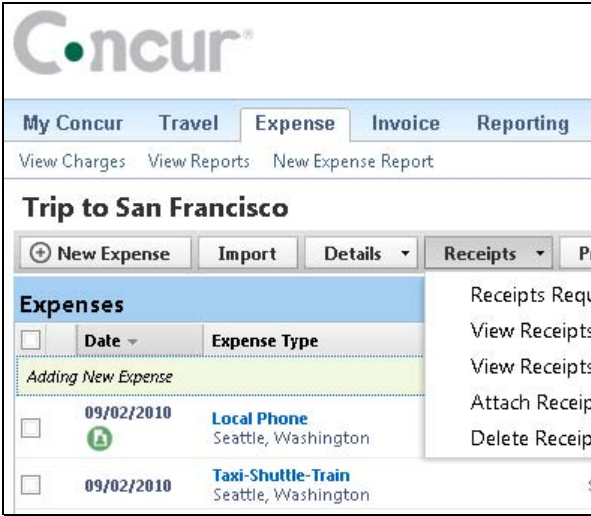 Concur®
My Concur Travel Expense Invoice Reporting
View Charges View Reports New Expense Report
Trip to San Francisco
New Expense Import Details Receipts P
Expenses
Receipts Requ
Date Expense Type
View Receipts
Adding New Expense
View Receipts
09/02/2010 Local Phone
Seattle, Washington
Attach Receip
Delete Receip
09/02/2010 Taxi-Shuttle-Train
Seattle, Washington